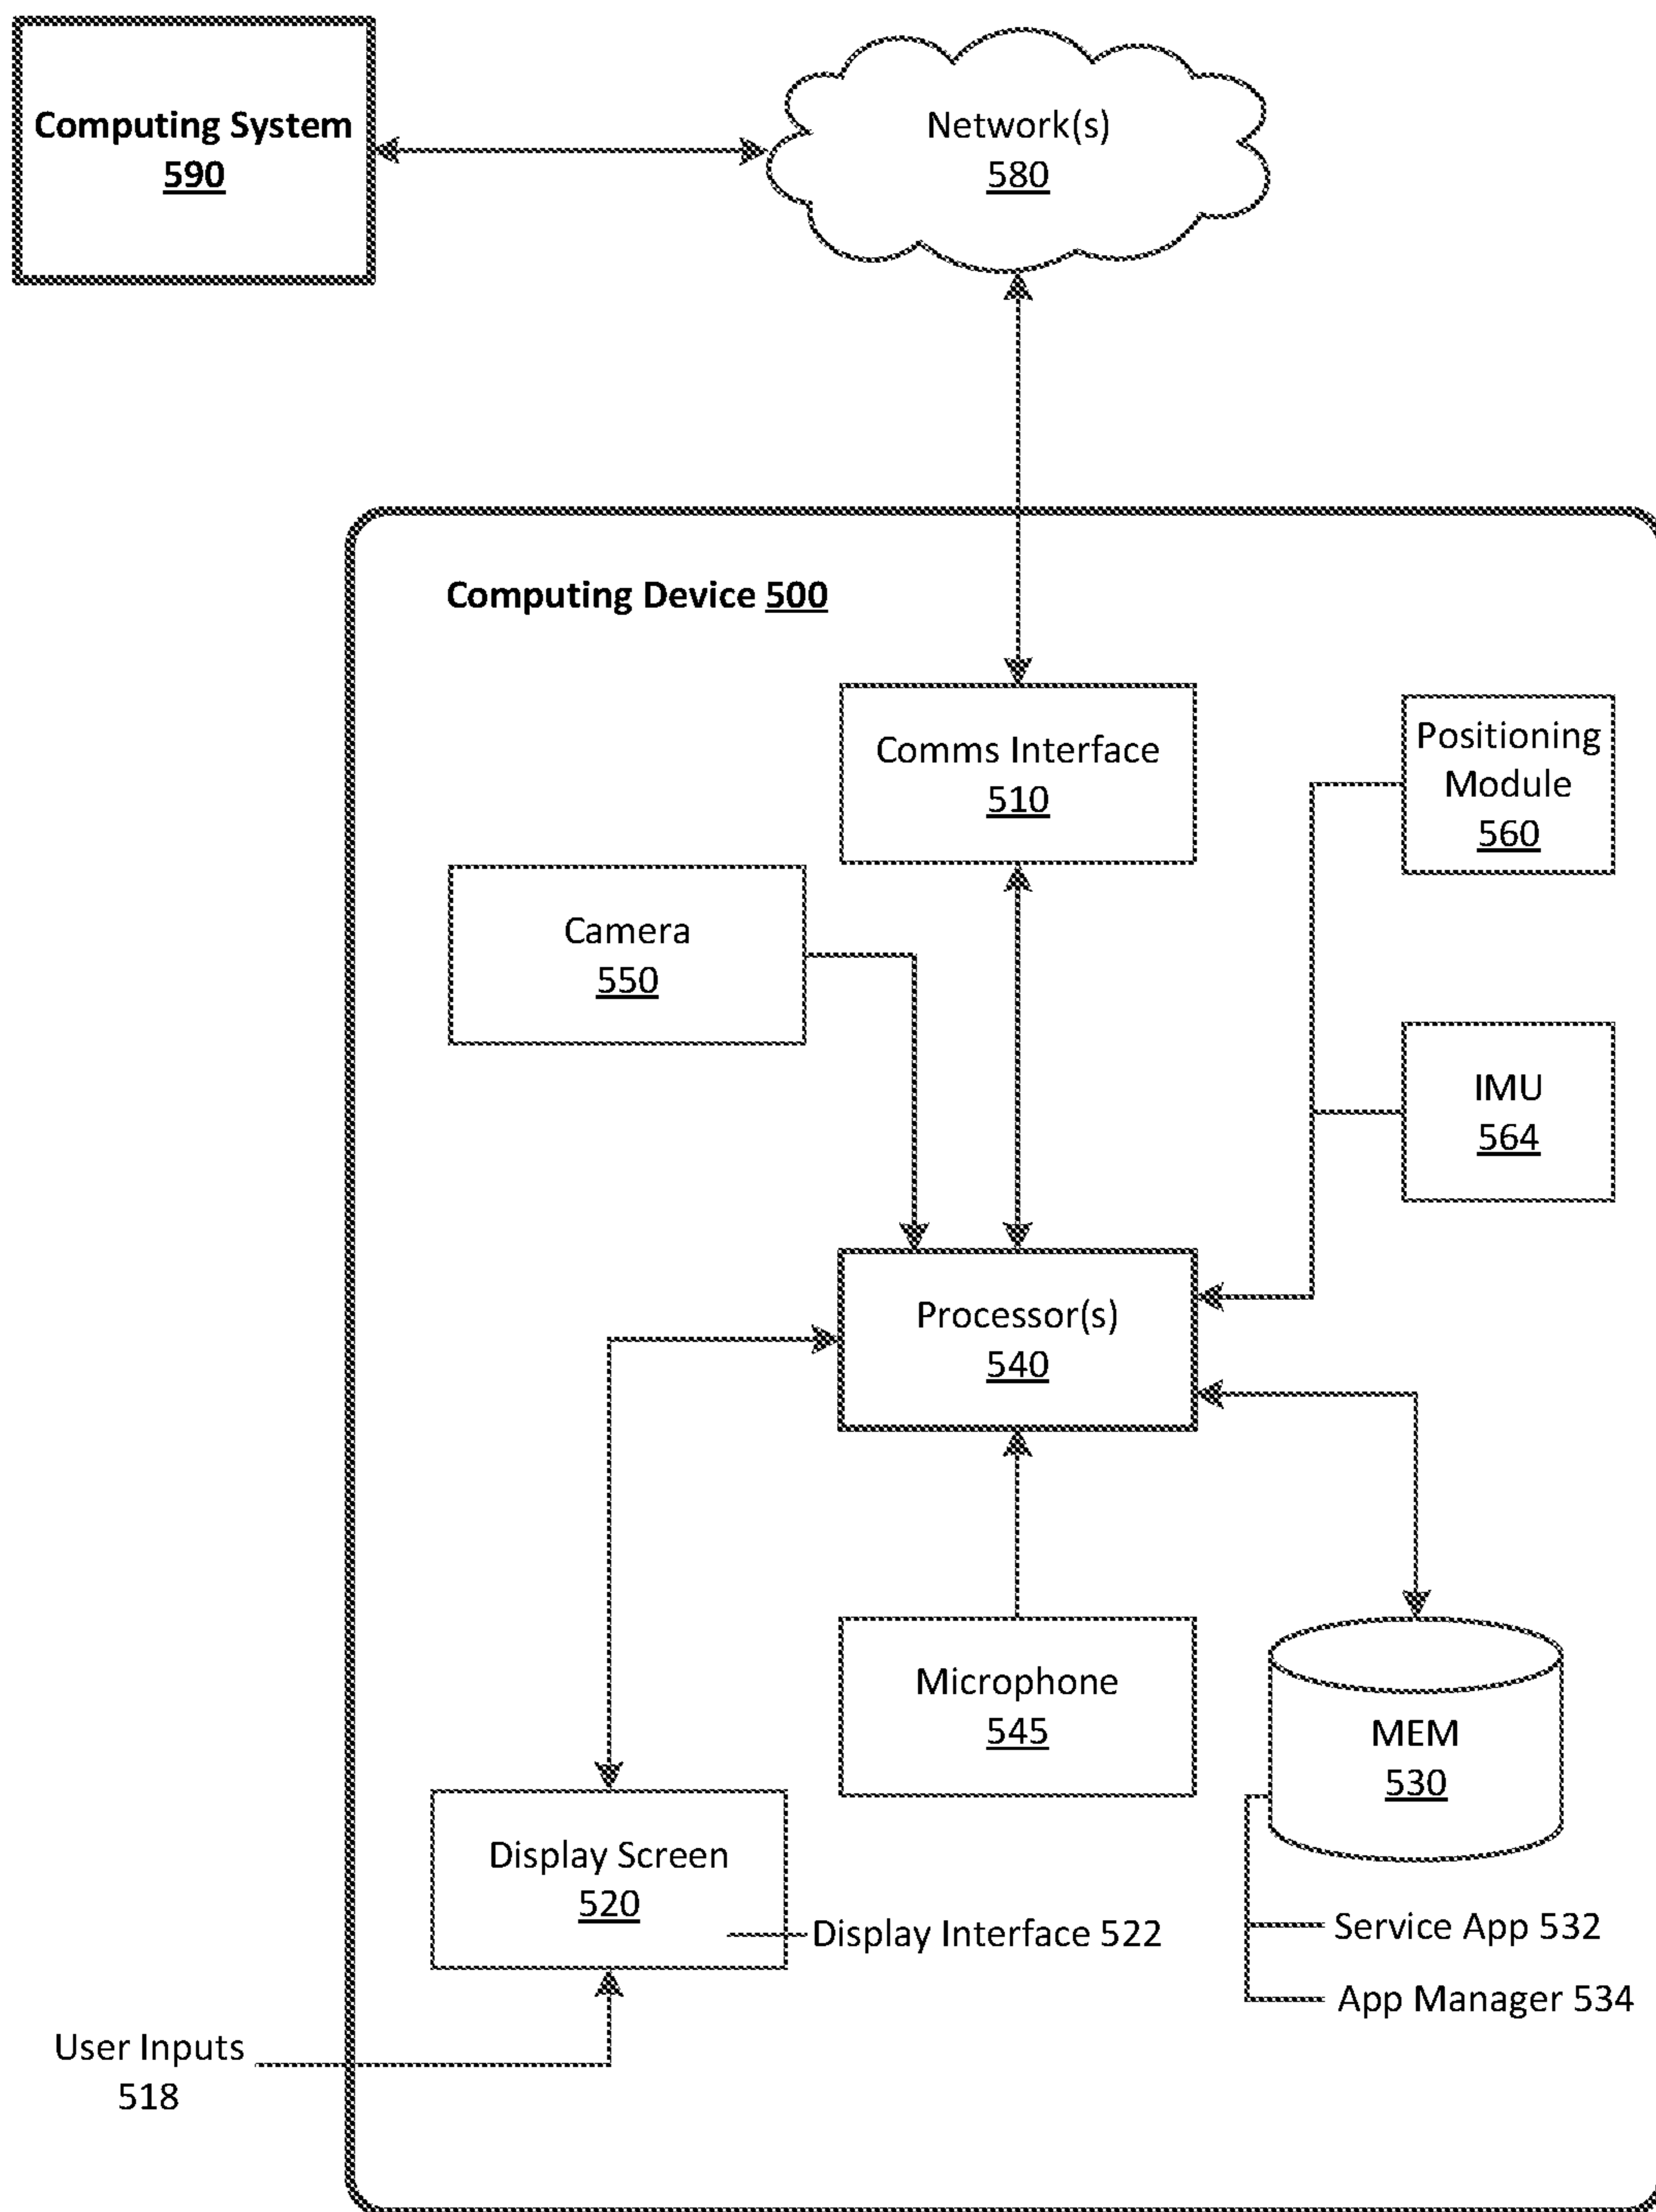 Computing System
590
Network(s)
580
Computing Device 500
Comms Interface
510
Positioning
Module
560
Camera
550
IMU
564
Processor(s)
540
Microphone
545
MEM
530
Display Screen
520
Display Interface 522
Service App 532
App Manager 534
User Inputs
518